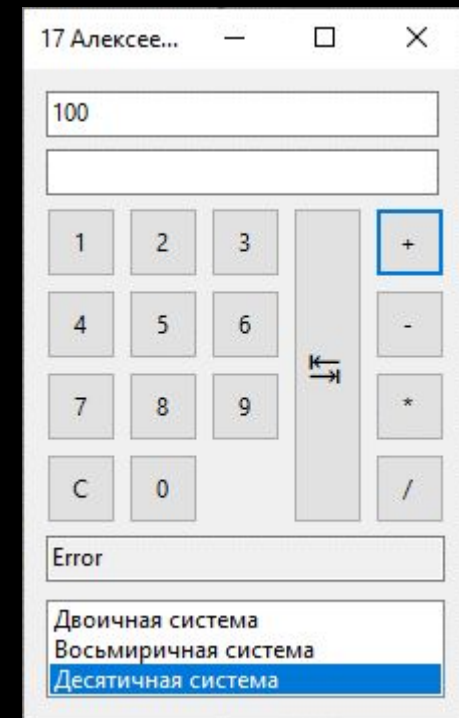 17 Алексее...
100
1 2 3 +
4 5 6 -
7 8 9 *
C 0 /
Error
Двоичная система
Восьмиричная система
Десятичная система